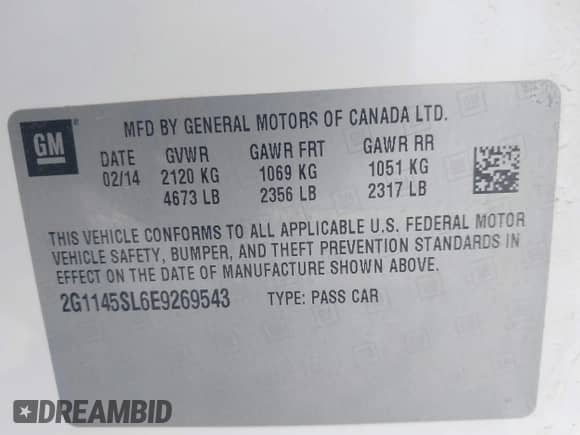 GM
MFD BY GENERAL MOTORS OF CANADA LTD.
DATE GVWR GAWR FRT GAWR RR
02/14 2120 KG 1069 KG 1051 KG
4673 LB 2356 LB 2317 LB
THIS VEHICLE CONFORMS TO ALL APPLICABLE U.S. FEDERAL MOTOR
VEHICLE SAFETY, BUMPER, AND THEFT PREVENTION STANDARDS IN
EFFECT ON THE DATE OF MANUFACTURE SHOWN ABOVE.
2G1145SL6E9269543 TYPE: PASS CAR
DREAMBID